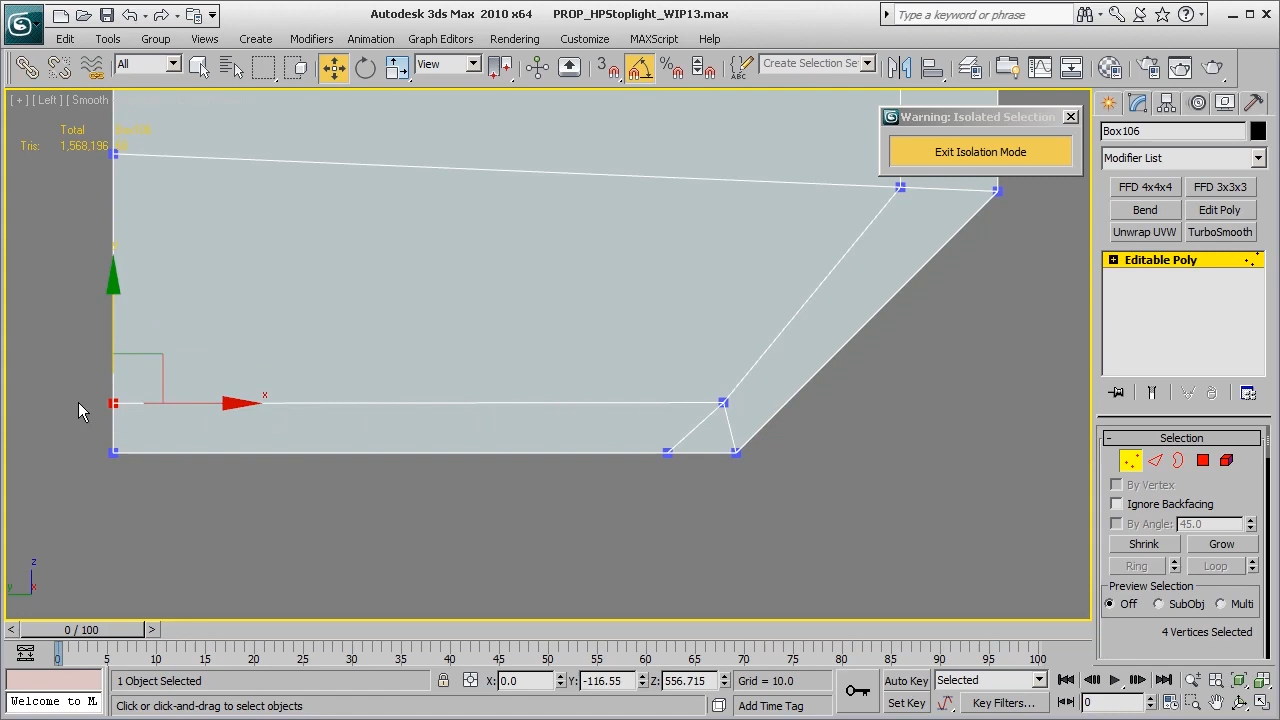 Autodesk 3ds Max 2010 x64 PROP_HPStoplight_WIP13.max
Type a keyword or phrase
File
Edit Tools Group Views Create Modifiers Animation Graph Editors Rendering Customize MAXScript Help
All View 3 Create Selection Se
[ + ] [ Left ] [ Smooth
Total
Tris: 1,568,196
Warning: Isolated Selection
Exit Isolation Mode
x
z
y x
Box106
Modifier List
FFD 4x4x4 FFD 3x3x3
Bend Edit Poly
Unwrap UVW TurboSmooth
Editable Poly
Selection
By Vertex
Ignore Backfacing
By Angle: 45.0
Shrink Grow
Ring Loop
Preview Selection
Off SubObj Multi
4 Vertices Selected
< 0 / 100 >
0 5 10 15 20 25 30 35 40 45 50 55 60 65 70 75 80 85 90 95 100
1 Object Selected X: 0.0 Y: -116.55 Z: 556.715 Grid = 10.0 Auto Key Selected
Welcome to M Click or click-and-drag to select objects Add Time Tag Set Key Key Filters... 0